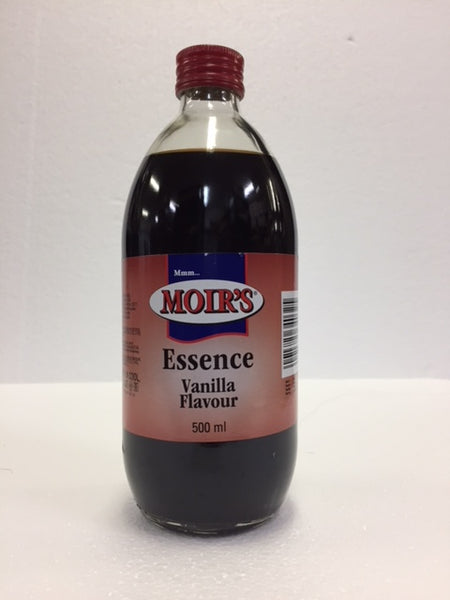 Mmm...
MOIR'S®
Essence
Vanilla
Flavour
500 ml